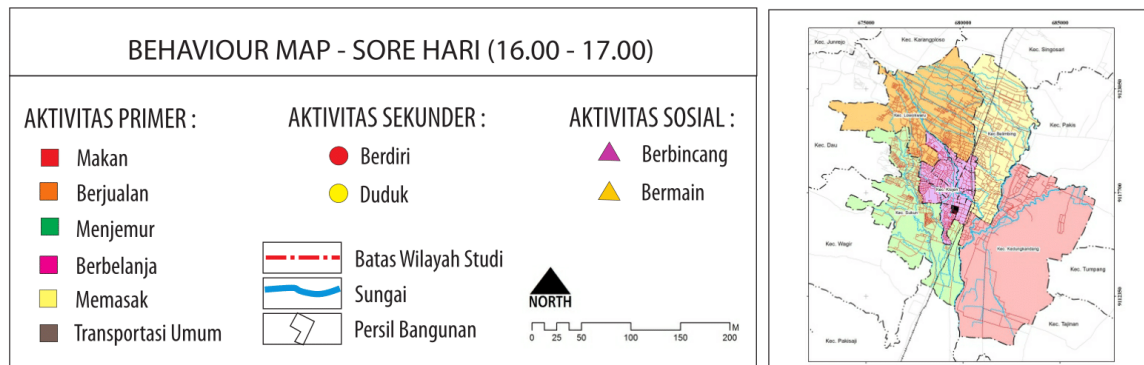 BEHAVIOUR MAP - SORE HARI (16.00 - 17.00)
AKTIVITAS PRIMER :
Makan
Berjualan
Menjemur
Berbelanja
Memasak
Transportasi Umum
AKTIVITAS SEKUNDER :
Berdiri
Duduk
Batas Wilayah Studi
Sungai
Persil Bangunan
AKTIVITAS SOSIAL :
Berbincang
Bermain
NORTH
0 25 50 100 150 200 M
675000 680000 685000
Kec. Junrejo
Kec. Karangploso
Kec. Singosari
Kec. Lowokwaru
Kec. Blimbing
Kec. Pakis
Kec. Dau
Kec. Klojen
9117700
Kec. Sukun
Kec. Wagir
Kec. Kedungkandang
Kec. Tumpang
9112350
Kec. Tajinan
Kec. Pakisaji